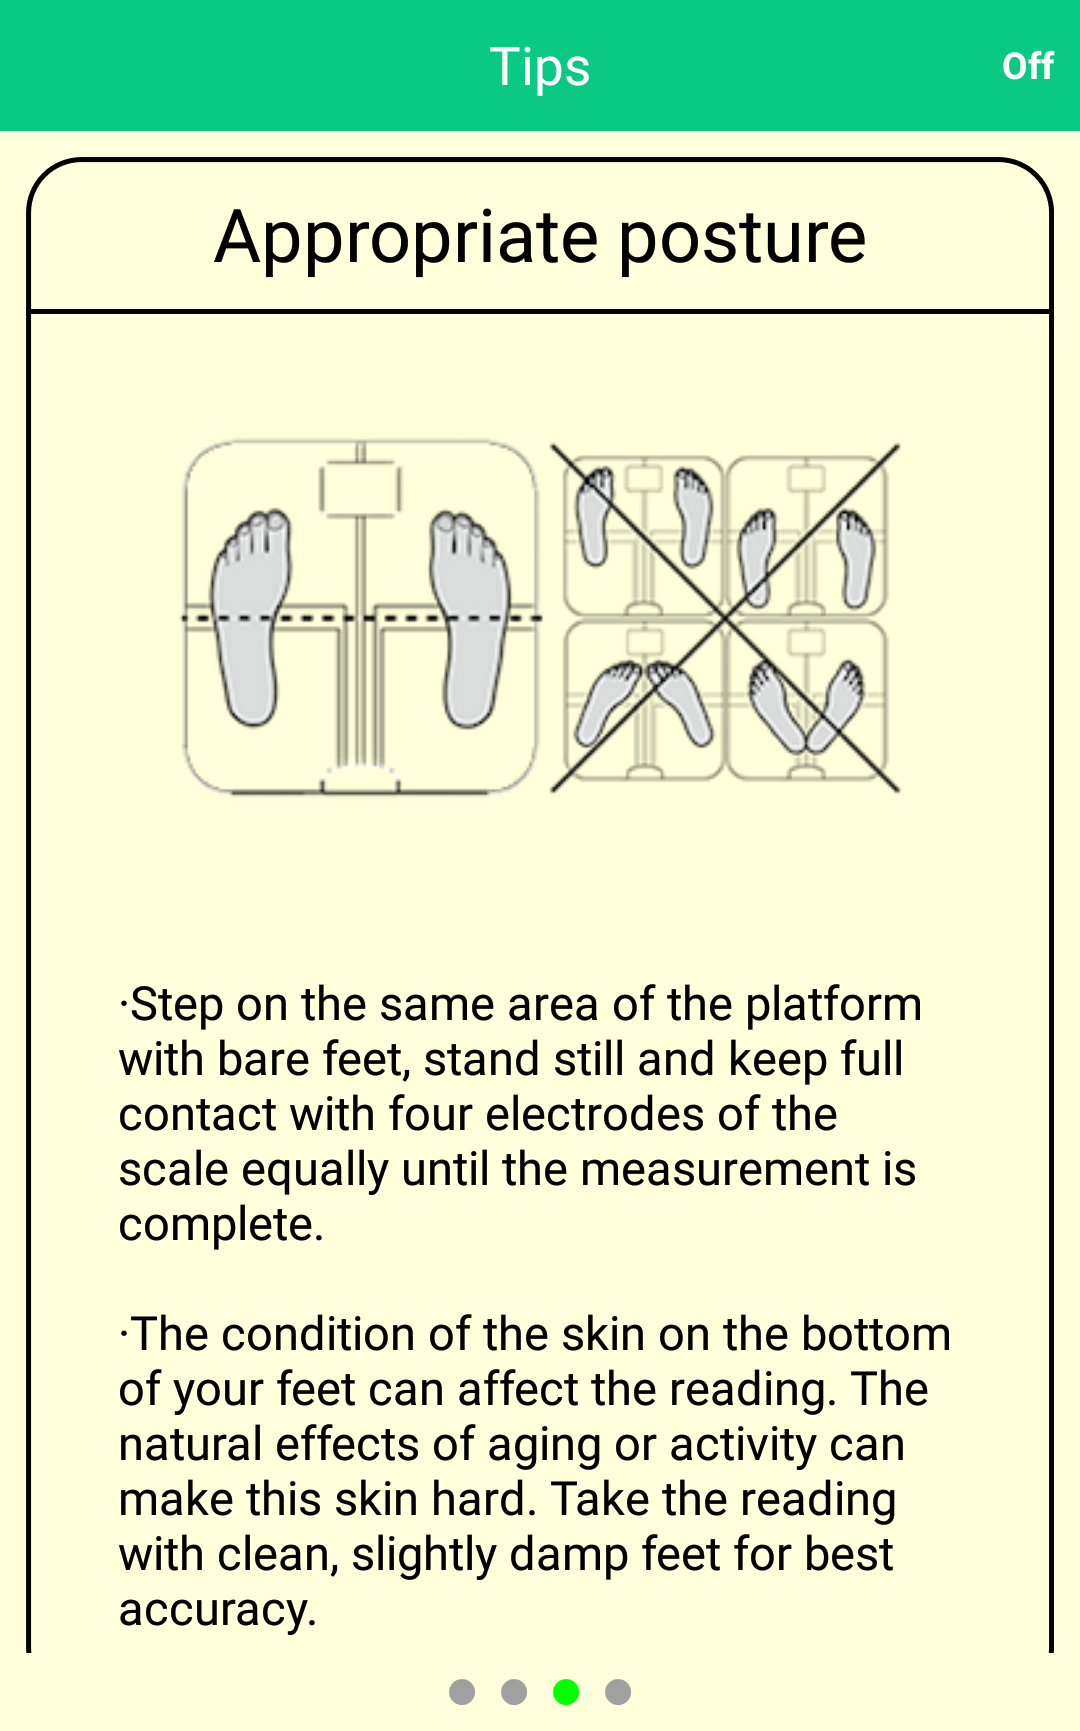 Tips
Off
Appropriate posture
·Step on the same area of the platform
with bare feet, stand still and keep full
contact with four electrodes of the
scale equally until the measurement is
complete.
·The condition of the skin on the bottom
of your feet can affect the reading. The
natural effects of aging or activity can
make this skin hard. Take the reading
with clean, slightly damp feet for best
accuracy.